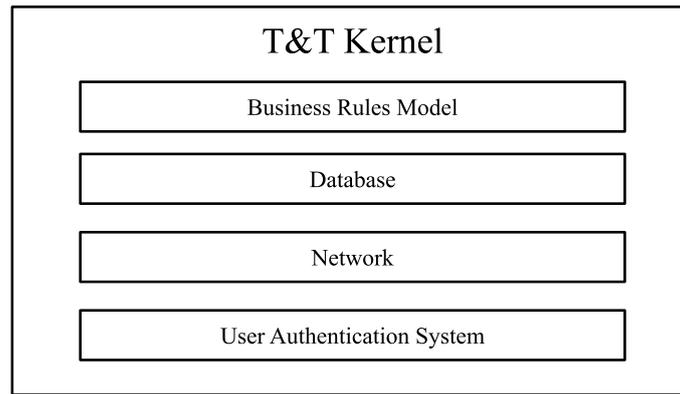 T&T Kernel
Business Rules Model
Database
Network
User Authentication System